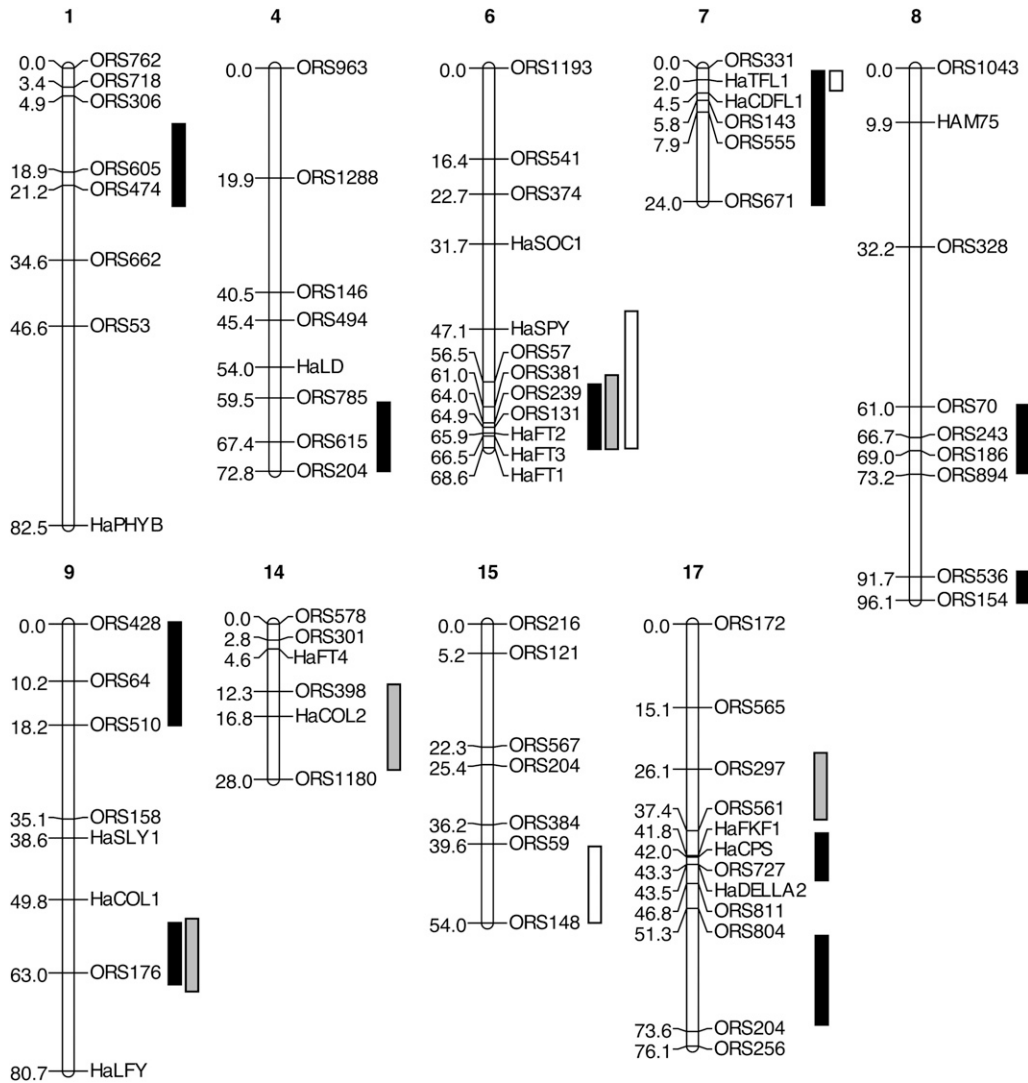 1
0.0 ORS762
3.4 ORS718
4.9 ORS306
18.9 ORS605
21.2 ORS474
34.6 ORS662
46.6 ORS53
82.5 HaPHYB
4
0.0 ORS963
19.9 ORS1288
40.5 ORS146
45.4 ORS494
54.0 HaLD
59.5 ORS785
67.4 ORS615
72.8 ORS204
6
0.0 ORS1193
16.4 ORS541
22.7 ORS374
31.7 HaSOC1
47.1 HaSPY
56.5 ORS57
61.0 ORS381
64.0 ORS239
64.9 ORS131
65.9 HaFT2
66.5 HaFT3
68.6 HaFT1
7
0.0 ORS331
2.0 HaTFL1
4.5 HaCDFL1
5.8 ORS143
7.9 ORS555
24.0 ORS671
8
0.0 ORS1043
9.9 HAM75
32.2 ORS328
61.0 ORS70
66.7 ORS243
69.0 ORS186
73.2 ORS894
91.7 ORS536
96.1 ORS154
9
0.0 ORS428
10.2 ORS64
18.2 ORS510
35.1 ORS158
38.6 HaSLY1
49.8 HaCOL1
63.0 ORS176
80.7 HaLFY
14
0.0 ORS578
2.8 ORS301
4.6 HaFT4
12.3 ORS398
16.8 HaCOL2
28.0 ORS1180
15
0.0 ORS216
5.2 ORS121
22.3 ORS567
25.4 ORS204
36.2 ORS384
39.6 ORS59
54.0 ORS148
17
0.0 ORS172
15.1 ORS565
26.1 ORS297
37.4 ORS561
41.8 HaFKF1
42.0 HaCPS
43.3 ORS727
43.5 HaDELLA2
46.8 ORS811
51.3 ORS804
73.6 ORS204
76.1 ORS256